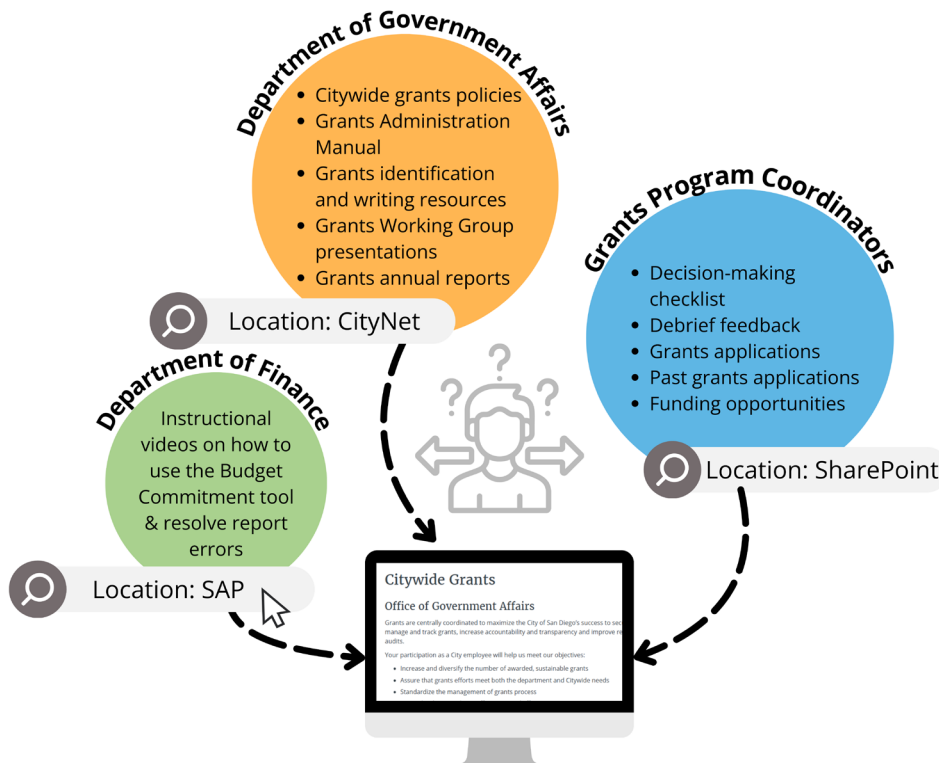 Department of Government Affairs
• Citywide grants policies
• Grants Administration
Manual
• Grants identification
and writing resources
• Grants Working Group
presentations
• Grants annual reports
Location: CityNet
Grants Program Coordinators
• Decision-making
checklist
• Debrief feedback
• Grants applications
• Past grants applications
• Funding opportunities
Location: SharePoint
Department of Finance
Instructional
videos on how to
use the Budget
Commitment tool
& resolve report
errors
Location: SAP
? ? ?
Citywide Grants
Office of Government Affairs
Grants are centrally coordinated to maximize the City of San Diego's success to
manage and track grants, increase accountability and transparency and improve
audits.
Your participation as a City employee will help us meet our objectives:
• Increase and diversify the number of awarded, sustainable grants
• Assure that grants efforts meet both the department and Citywide needs
• Standardize the management of grants process